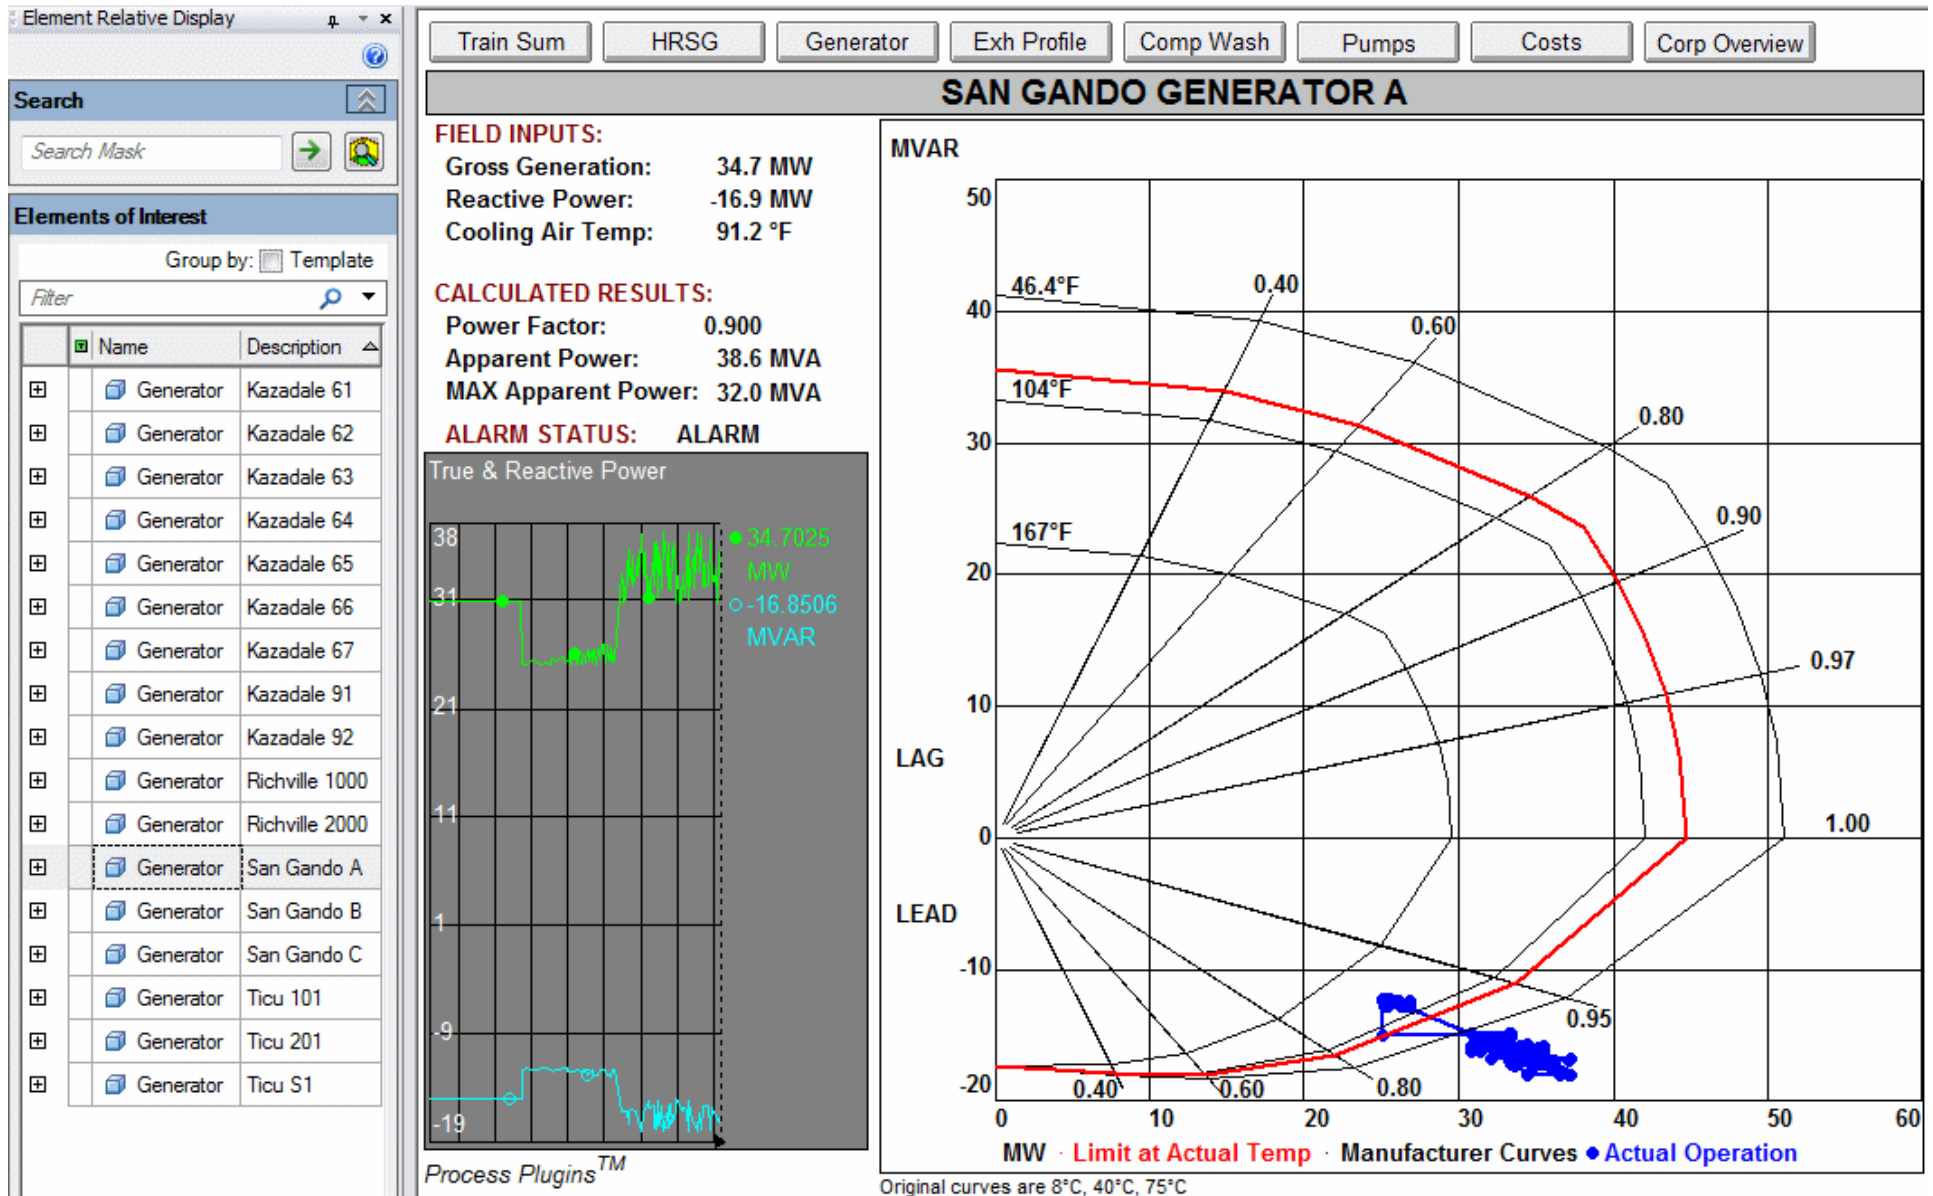 Element Relative Display
Search
Search Mask
Elements of Interest
Group by: Template
Filter
Name Description
Generator Kazadale 61
Generator Kazadale 62
Generator Kazadale 63
Generator Kazadale 64
Generator Kazadale 65
Generator Kazadale 66
Generator Kazadale 67
Generator Kazadale 91
Generator Kazadale 92
Generator Richville 1000
Generator Richville 2000
Generator San Gando A
Generator San Gando B
Generator San Gando C
Generator Ticu 101
Generator Ticu 201
Generator Ticu S1
Train Sum HRSG Generator Exh Profile Comp Wash Pumps Costs Corp Overview
SAN GANDO GENERATOR A
FIELD INPUTS:
Gross Generation: 34.7 MW
Reactive Power: -16.9 MW
Cooling Air Temp: 91.2 °F
CALCULATED RESULTS:
Power Factor: 0.900
Apparent Power: 38.6 MVA
MAX Apparent Power: 32.0 MVA
ALARM STATUS: ALARM
True & Reactive Power
38
31
21
11
1
-9
-19
34.7025
MW
-16.8506
MVAR
Process Plugins™
MVAR
50
40
30
20
10
0
-10
-20
LAG
LEAD
46.4°F
104°F
167°F
0.40
0.60
0.80
0.90
0.97
1.00
0.95
0.40 0.60 0.80
0 10 20 30 40 50 60
MW · Limit at Actual Temp · Manufacturer Curves ● Actual Operation
Original curves are 8°C, 40°C, 75°C